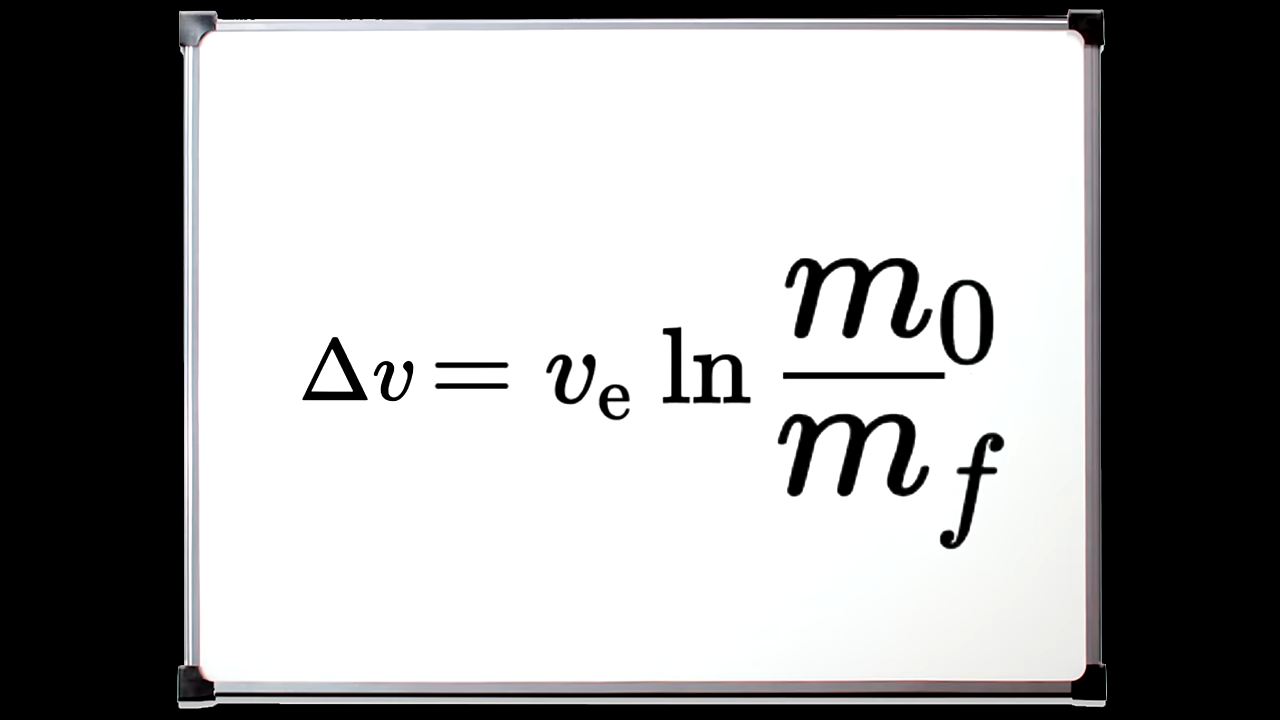 Δv = vₑ ln m₀/m_f